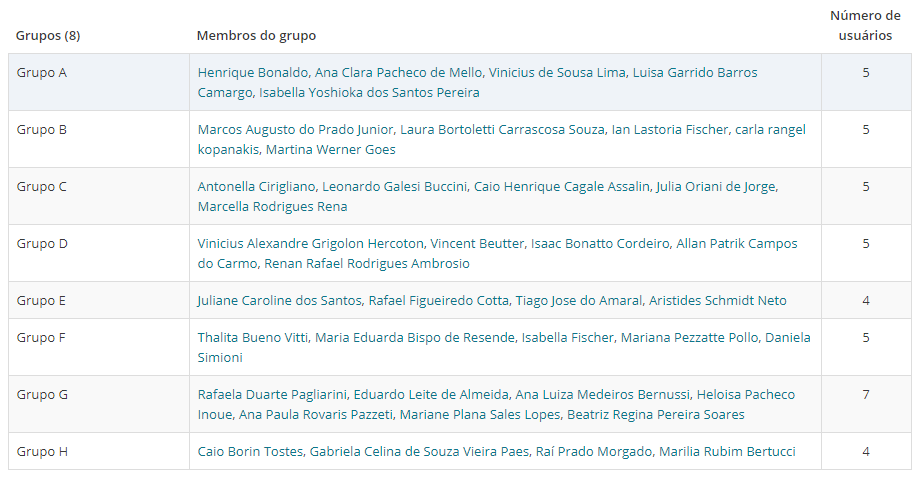 Grupos (8) Membros do grupo Número de
usuários
Grupo A Henrique Bonaldo, Ana Clara Pacheco de Mello, Vinicius de Sousa Lima, Luisa Garrido Barros 5
Camargo, Isabella Yoshioka dos Santos Pereira
Grupo B Marcos Augusto do Prado Junior, Laura Bortoletti Carrascosa Souza, Ian Lastoria Fischer, carla rangel 5
kopanakis, Martina Werner Goes
Grupo C Antonella Cirigliano, Leonardo Galesi Buccini, Caio Henrique Cagale Assalin, Julia Oriani de Jorge, 5
Marcella Rodrigues Rena
Grupo D Vinicius Alexandre Grigolon Hercoton, Vincent Beutter, Isaac Bonatto Cordeiro, Allan Patrik Campos 5
do Carmo, Renan Rafael Rodrigues Ambrosio
Grupo E Juliane Caroline dos Santos, Rafael Figueiredo Cotta, Tiago Jose do Amaral, Aristides Schmidt Neto 4
Grupo F Thalita Bueno Vitti, Maria Eduarda Bispo de Resende, Isabella Fischer, Mariana Pezzatte Pollo, Daniela 5
Simioni
Grupo G Rafaela Duarte Pagliarini, Eduardo Leite de Almeida, Ana Luiza Medeiros Bernussi, Heloisa Pacheco 7
Inoue, Ana Paula Rovaris Pazzeti, Mariane Plana Sales Lopes, Beatriz Regina Pereira Soares
Grupo H Caio Borin Tostes, Gabriela Celina de Souza Vieira Paes, Raí Prado Morgado, Marilia Rubim Bertucci 4